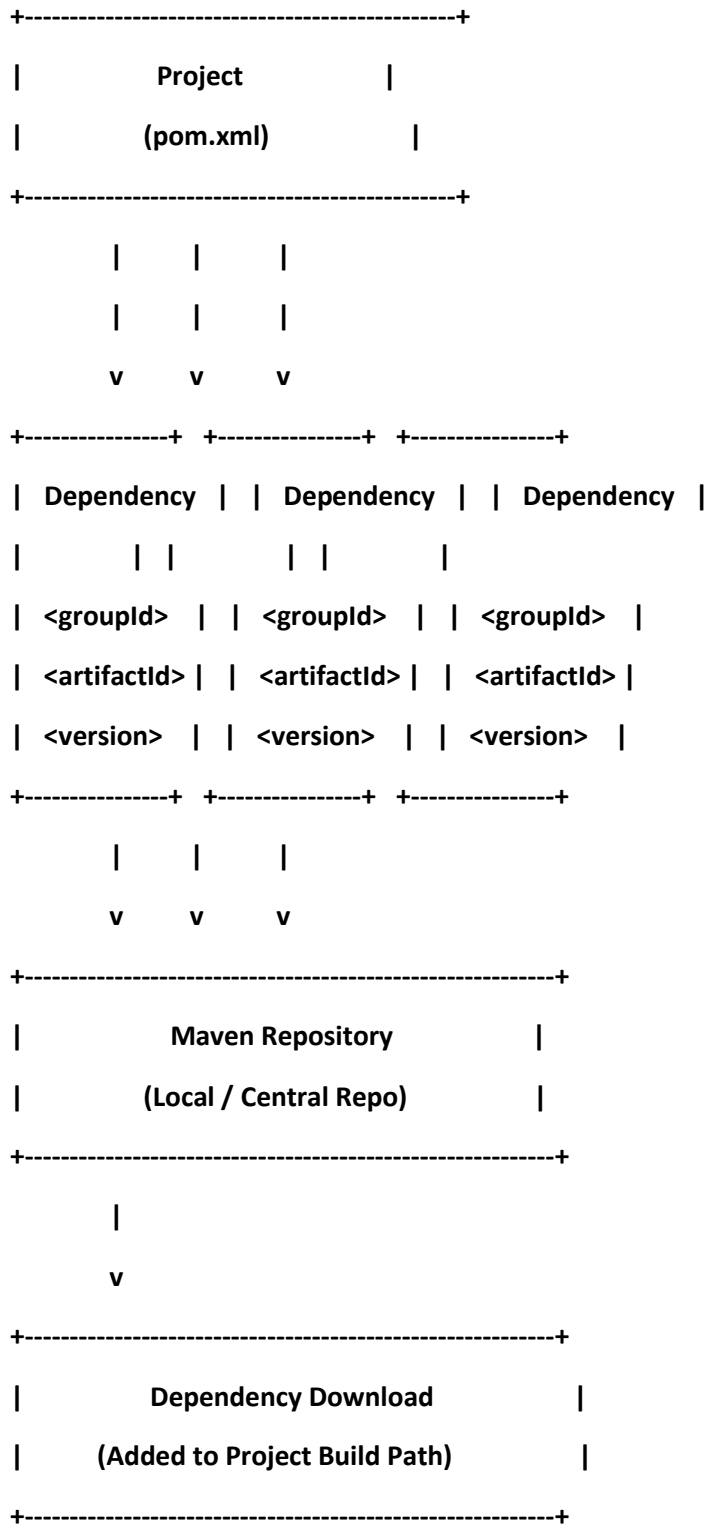 +------------------------------------------------+
|                Project                |
|              (pom.xml)                |
+------------------------------------------------+
|        |        |
|        |        |
v        v        v
+----------------+  +----------------+  +----------------+
|  Dependency  |  |  Dependency  |  |  Dependency  |
|              |  |              |  |              |
|  <groupId>   |  |  <groupId>   |  |  <groupId>   |
|  <artifactId> |  |  <artifactId> |  |  <artifactId> |
|  <version>   |  |  <version>   |  |  <version>   |
+----------------+  +----------------+  +----------------+
|        |        |
v        v        v
+-----------------------------------------------------------+
|                Maven Repository                |
|             (Local / Central Repo)             |
+-----------------------------------------------------------+
|
v
+-----------------------------------------------------------+
|              Dependency Download               |
|        (Added to Project Build Path)           |
+-----------------------------------------------------------+